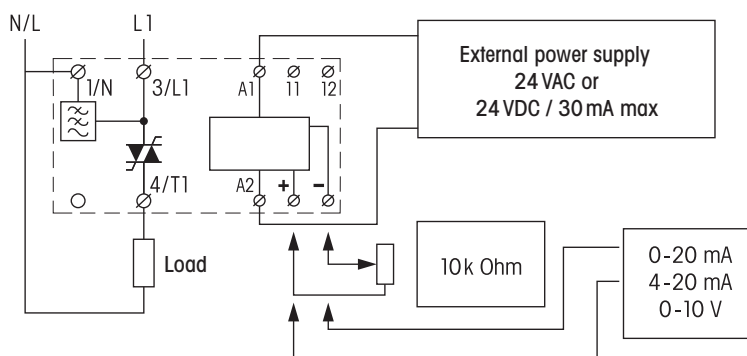 N/L
L1
1/N
3/L1
A1
11
12
External power supply
24 VAC or
24 VDC / 30 mA max
4/T1
A2
+
-
Load
10k Ohm
0-20 mA
4-20 mA
0-10 V